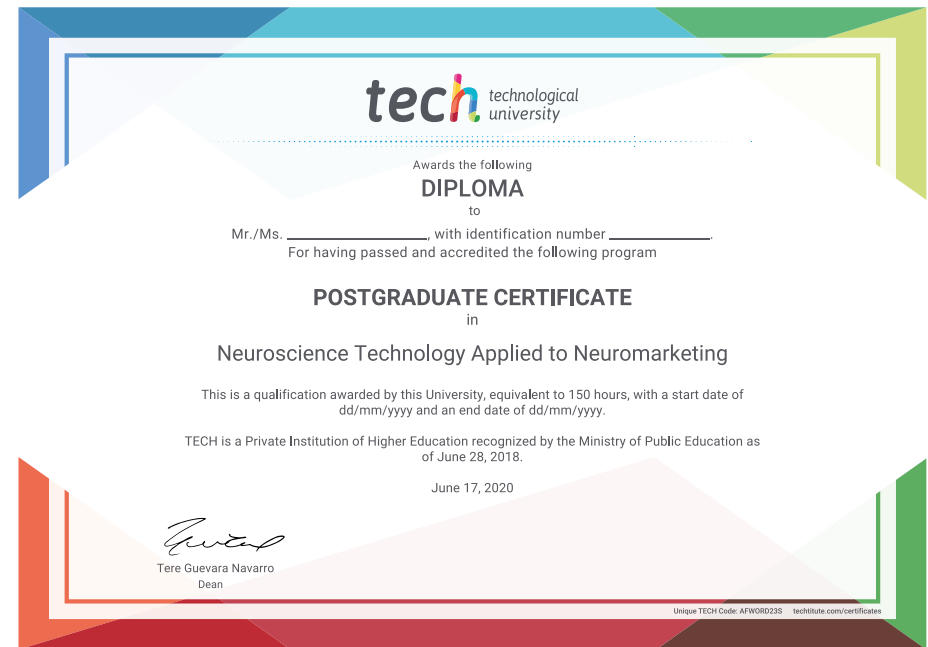 tech technological
university
Awards the following
DIPLOMA
to
Mr./Ms. ____________________, with identification number ______________.
For having passed and accredited the following program
POSTGRADUATE CERTIFICATE
in
Neuroscience Technology Applied to Neuromarketing
This is a qualification awarded by this University, equivalent to 150 hours, with a start date of
dd/mm/yyyy and an end date of dd/mm/yyyy.
TECH is a Private Institution of Higher Education recognized by the Ministry of Public Education as
of June 28, 2018.
June 17, 2020
Tere Guevara Navarro
Dean
Unique TECH Code: AFWORD23S techtitute.com/certificates